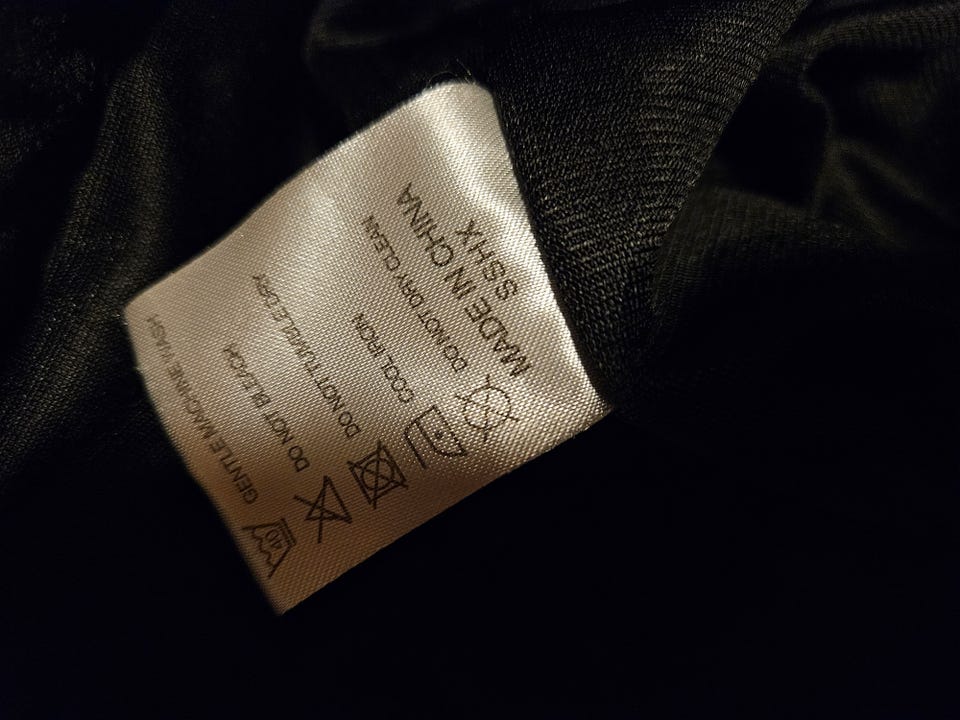 40 GENTLE MACHINE WASH
DO NOT BLEACH
DO NOT TUMBLE DRY
COOL IRON
DO NOT DRY CLEAN
MADE IN CHINA
SSHX